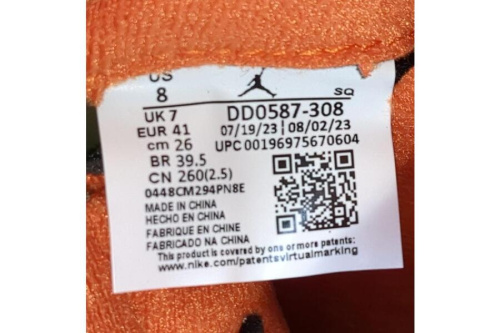 US
8
SQ
UK 7
EUR 41
cm 26
BR 39.5
CN 260(2.5)
DD0587-308
07/19/23 | 08/02/23
UPC 00196975670604
0448CM294PN8E
MADE IN CHINA
HECHO EN CHINA
FABRIQUE EN CHINE
FABRICADO NA CHINA
This product is covered by one or more patents:
www.nike.com/patentsvirtualmarking